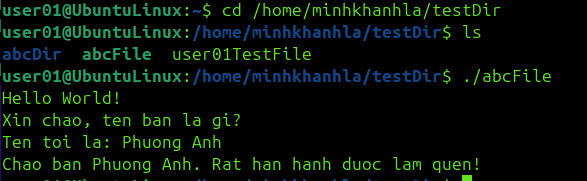 user01@UbuntuLinux:~$ cd /home/minhkhanhla/testDir
user01@UbuntuLinux:/home/minhkhanhla/testDir$ ls
abcDir  abcFile  user01TestFile
user01@UbuntuLinux:/home/minhkhanhla/testDir$ ./abcFile
Hello World!
Xin chao, ten ban la gi?
Ten toi la: Phuong Anh
Chao ban Phuong Anh. Rat han hanh duoc lam quen!